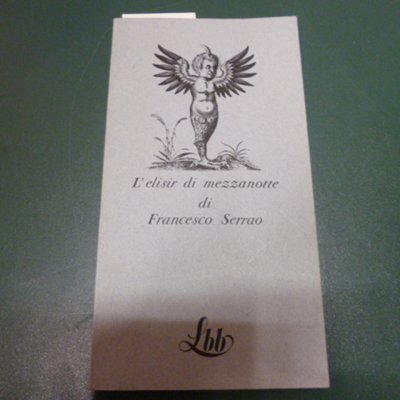 L'elisir di mezzanotte
di
Francesco Serrao
Lbb